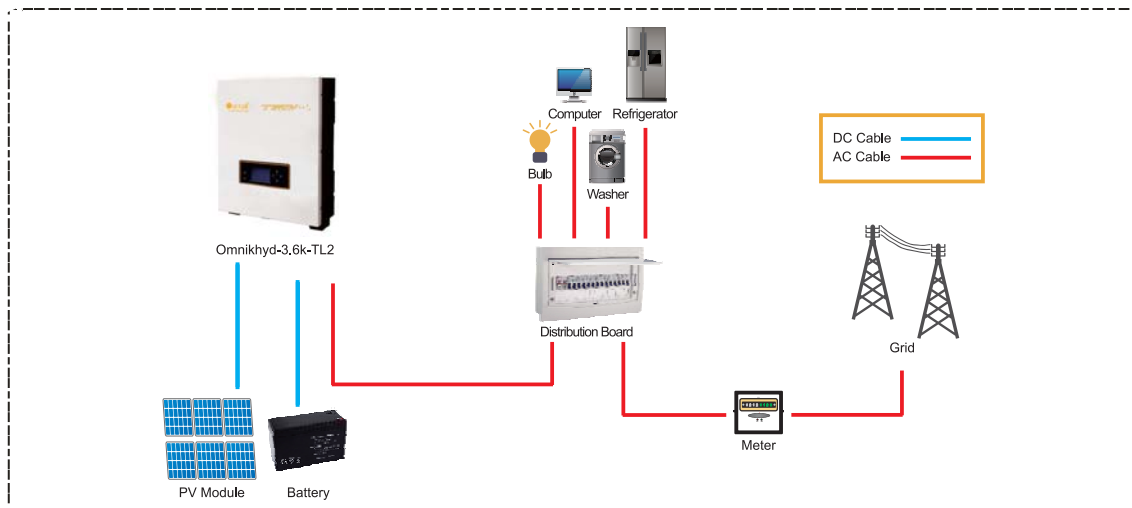 Computer
Refrigerator
DC Cable
AC Cable
Bulb
Washer
Omnikhyd-3.6k-TL2
Distribution Board
Grid
Meter
PV Module
Battery